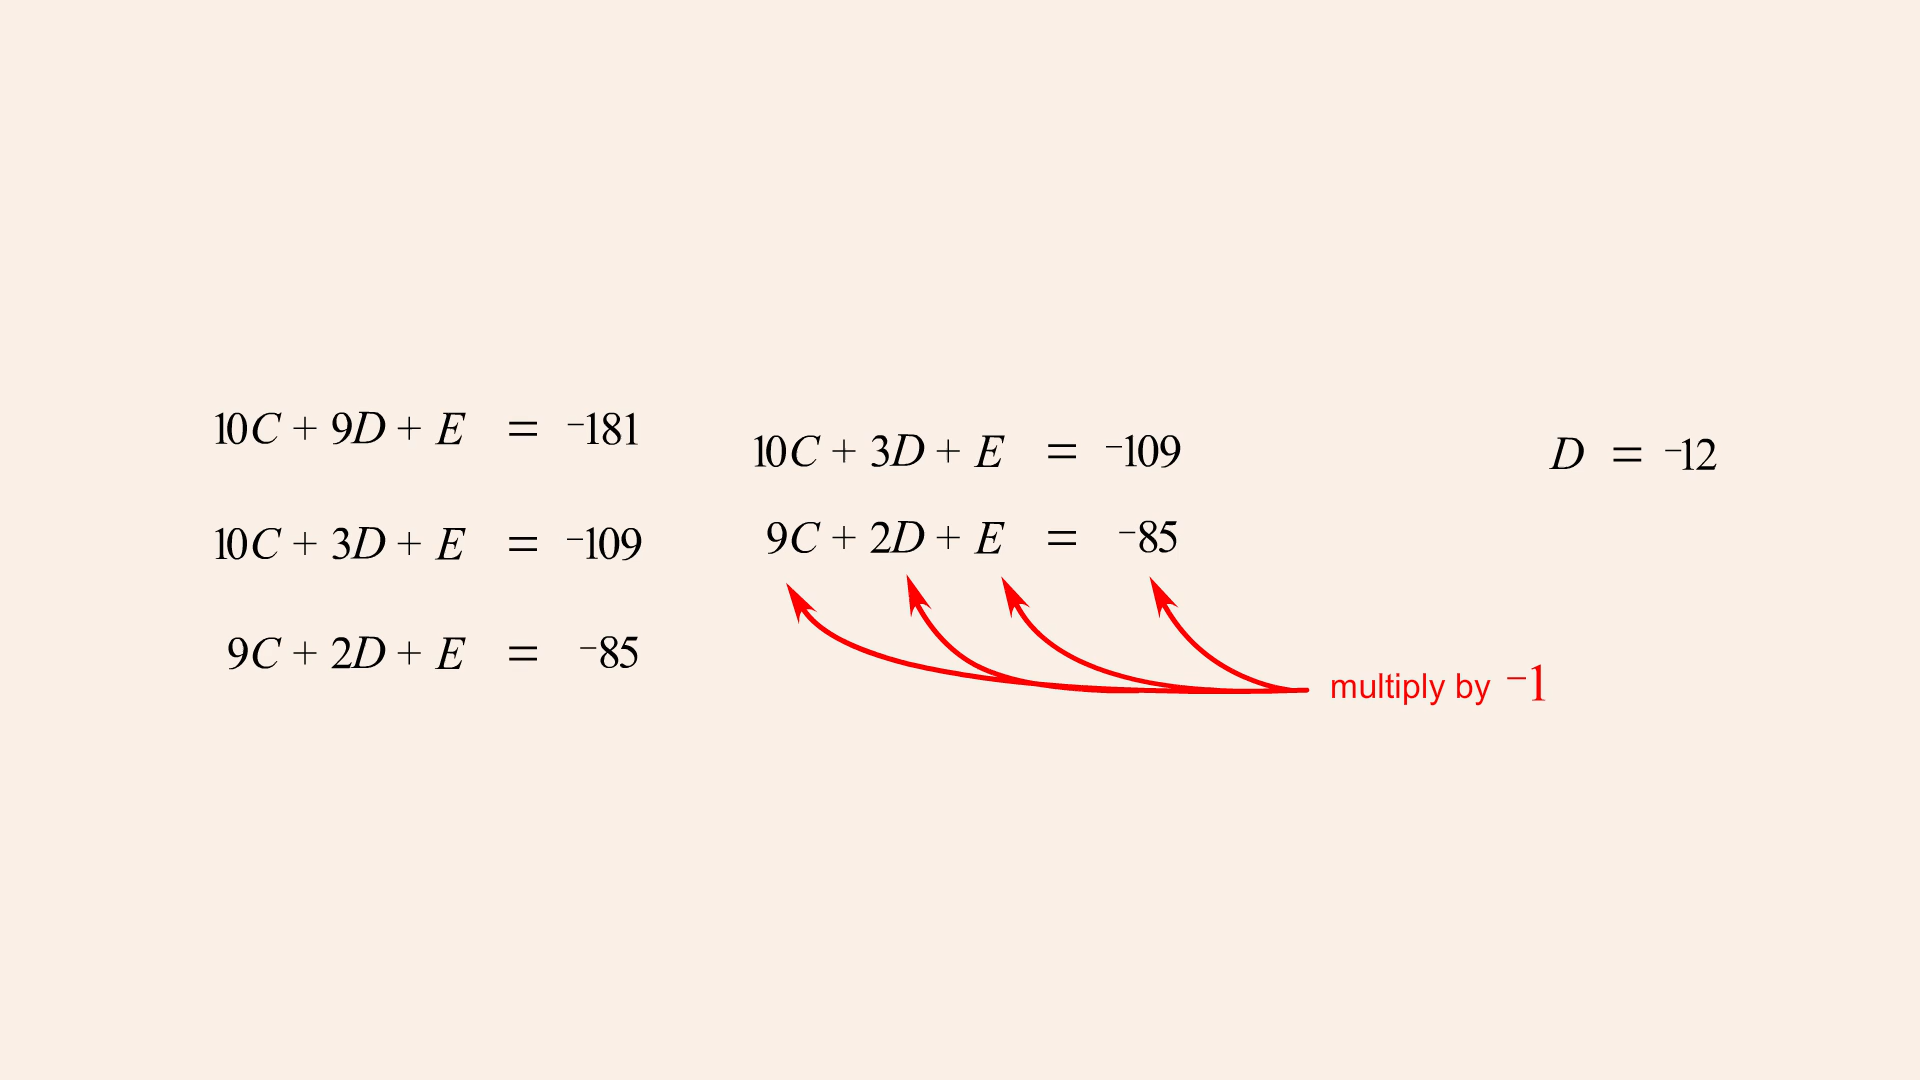 10C + 9D + E = ⁻181
10C + 3D + E = ⁻109
9C + 2D + E = ⁻85
10C + 3D + E = ⁻109
9C + 2D + E = ⁻85
multiply by ⁻1
D = ⁻12